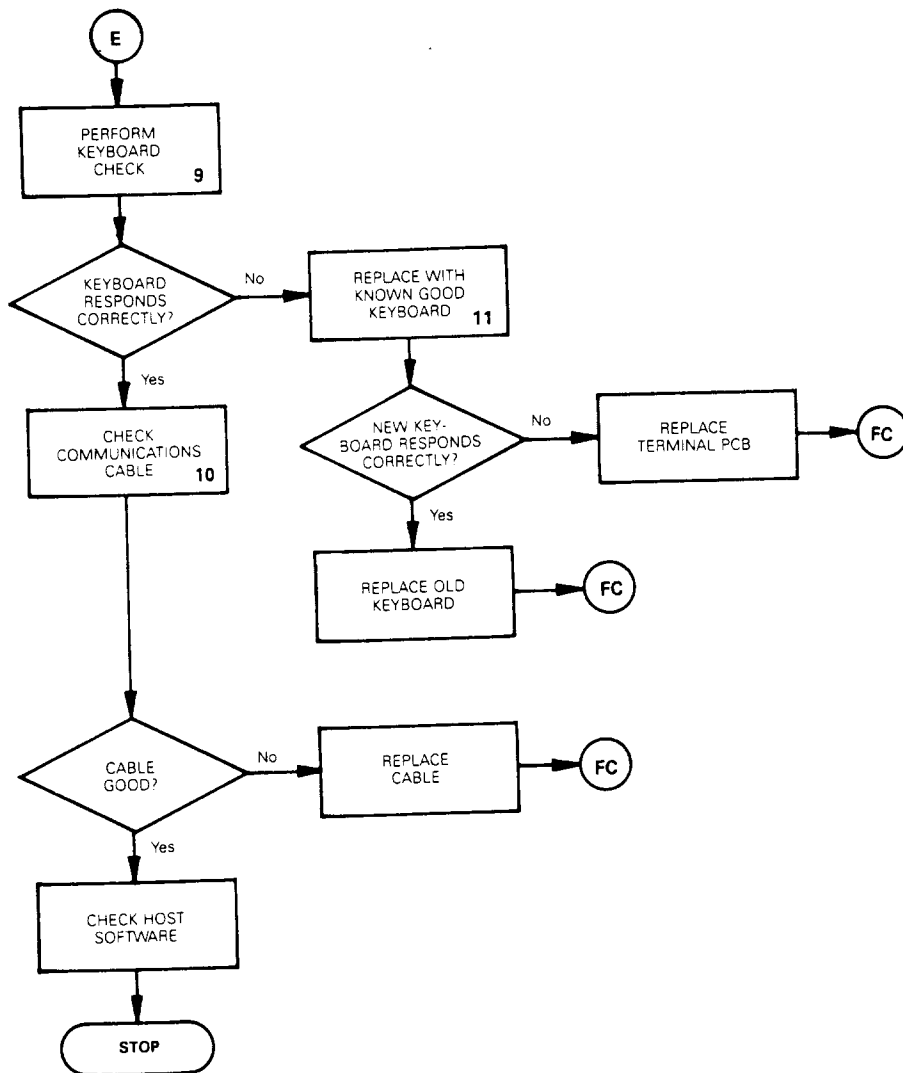 E
PERFORM
KEYBOARD
CHECK
9
KEYBOARD
RESPONDS
CORRECTLY?
No
REPLACE WITH
KNOWN GOOD
KEYBOARD
11
Yes
CHECK
COMMUNICATIONS
CABLE
10
NEW KEY-
BOARD RESPONDS
CORRECTLY?
No
REPLACE
TERMINAL PCB
FC
Yes
REPLACE OLD
KEYBOARD
FC
CABLE
GOOD?
No
REPLACE
CABLE
FC
Yes
CHECK HOST
SOFTWARE
STOP